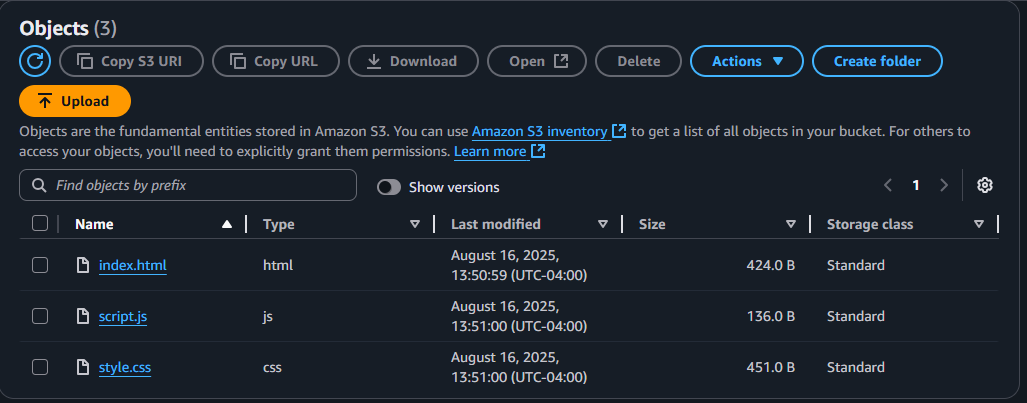 Objects (3)
Copy S3 URI Copy URL Download Open Delete Actions Create folder
Upload
Objects are the fundamental entities stored in Amazon S3. You can use Amazon S3 inventory to get a list of all objects in your bucket. For others to
access your objects, you'll need to explicitly grant them permissions. Learn more
Find objects by prefix Show versions 1
Name Type Last modified Size Storage class
index.html html August 16, 2025, 424.0 B Standard
13:50:59 (UTC-04:00)
script.js js August 16, 2025, 136.0 B Standard
13:51:00 (UTC-04:00)
style.css css August 16, 2025, 451.0 B Standard
13:51:00 (UTC-04:00)